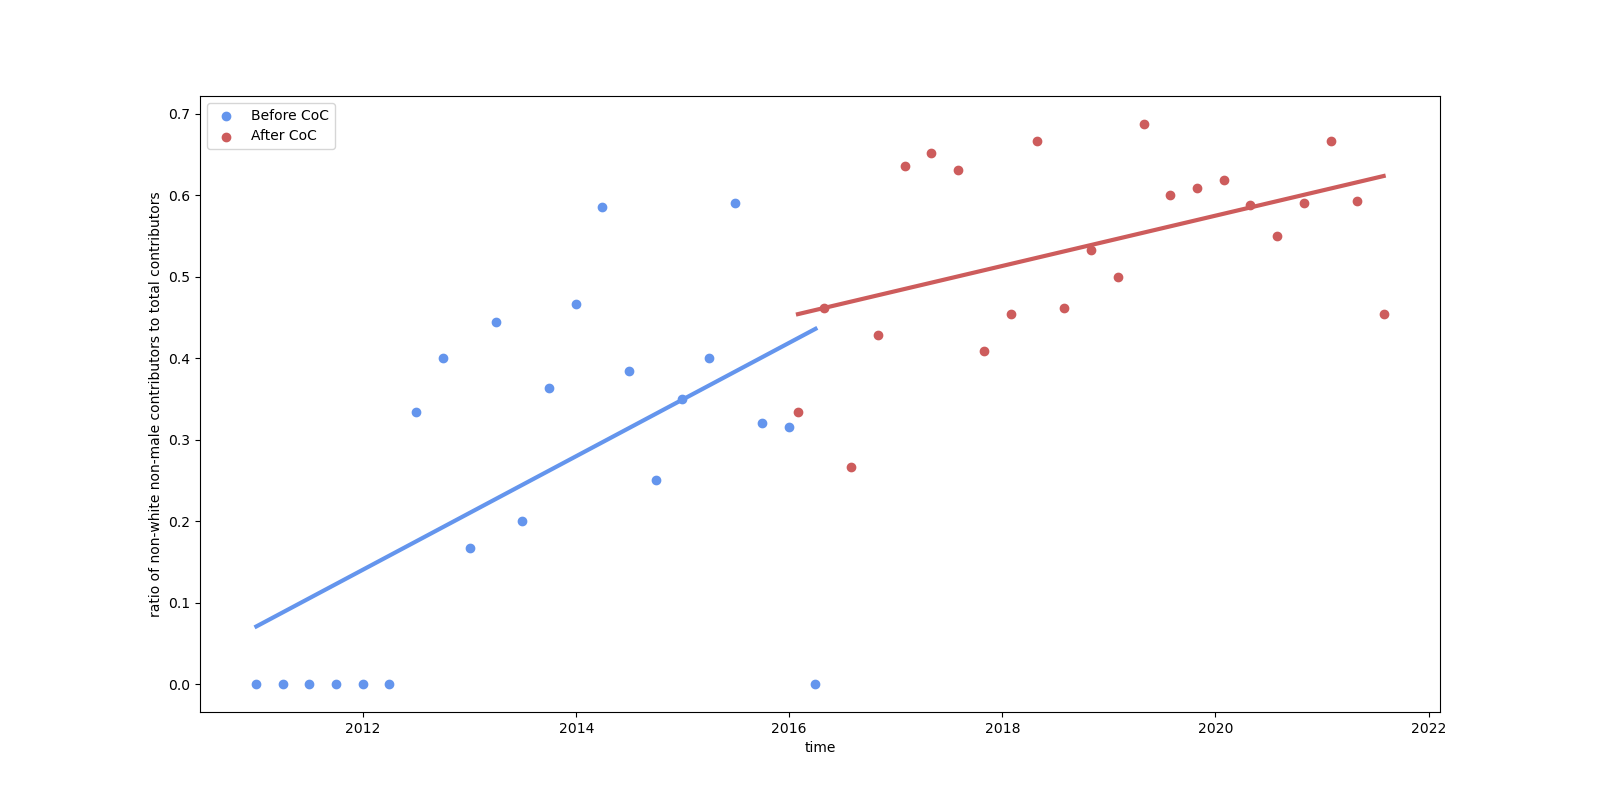 Before CoC
After CoC
0.7
0.6
0.5
0.4
0.3
0.2
0.1
0.0
ratio of non-white non-male contributors to total contributors
2012 2014 2016 2018 2020 2022
time